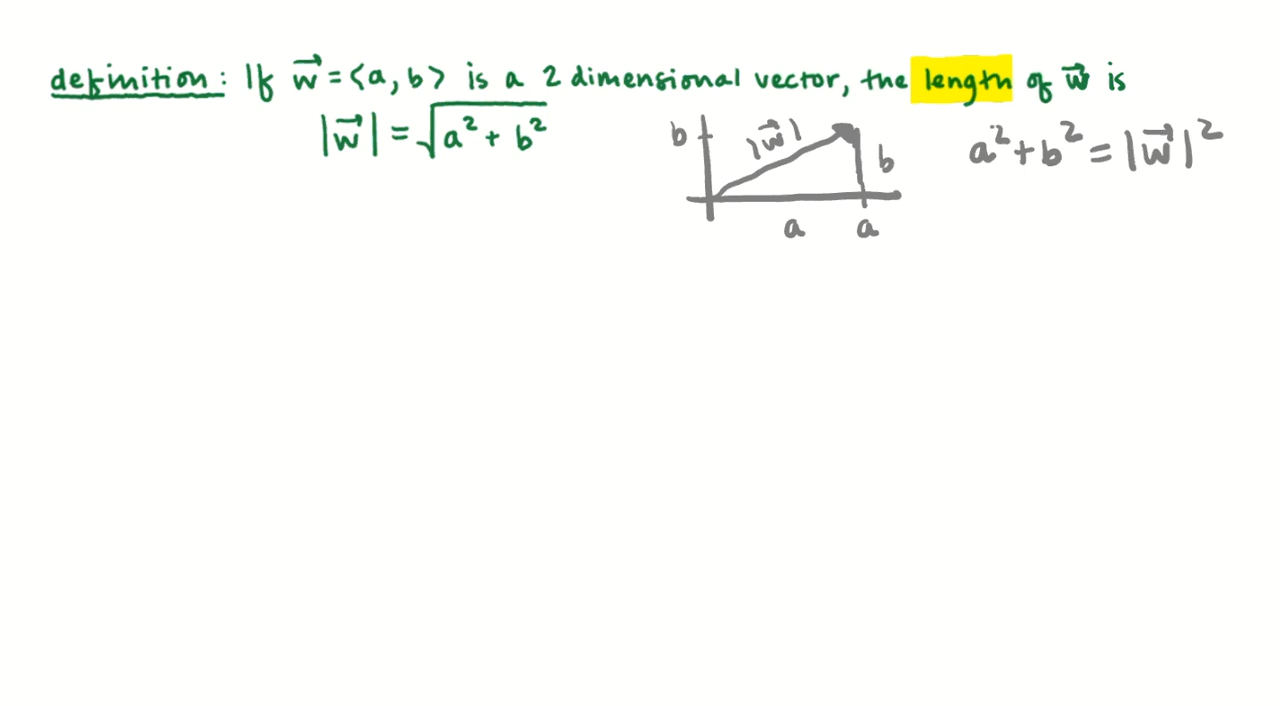 definition: If w⃗ = ⟨a, b⟩ is a 2 dimensional vector, the length of w⃗ is
|w⃗| = √(a² + b²)
b |w⃗| b
a a
a² + b² = |w⃗|²